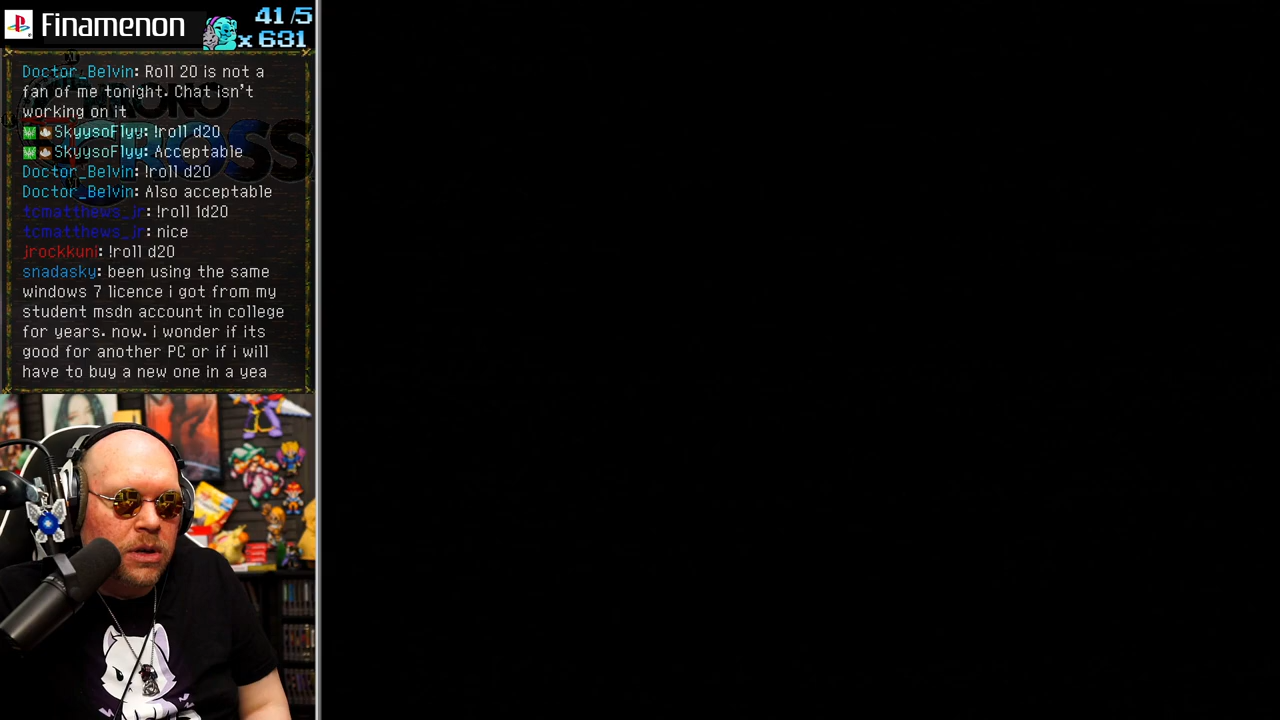 Finamenon
41/5
x 631
Doctor_Belvin: Roll 20 is not a
fan of me tonight. Chat isn't
working on it
SkyysoFlyy: !roll d20
SkyysoFlyy: Acceptable
Doctor_Belvin: !roll d20
Doctor_Belvin: Also acceptable
tcmatthews_jr: !roll 1d20
tcmatthews_jr: nice
jrockkuni: !roll d20
snadasky: been using the same
windows 7 licence i got from my
student msdn account in college
for years. now. i wonder if its
good for another PC or if i will
have to buy a new one in a yea